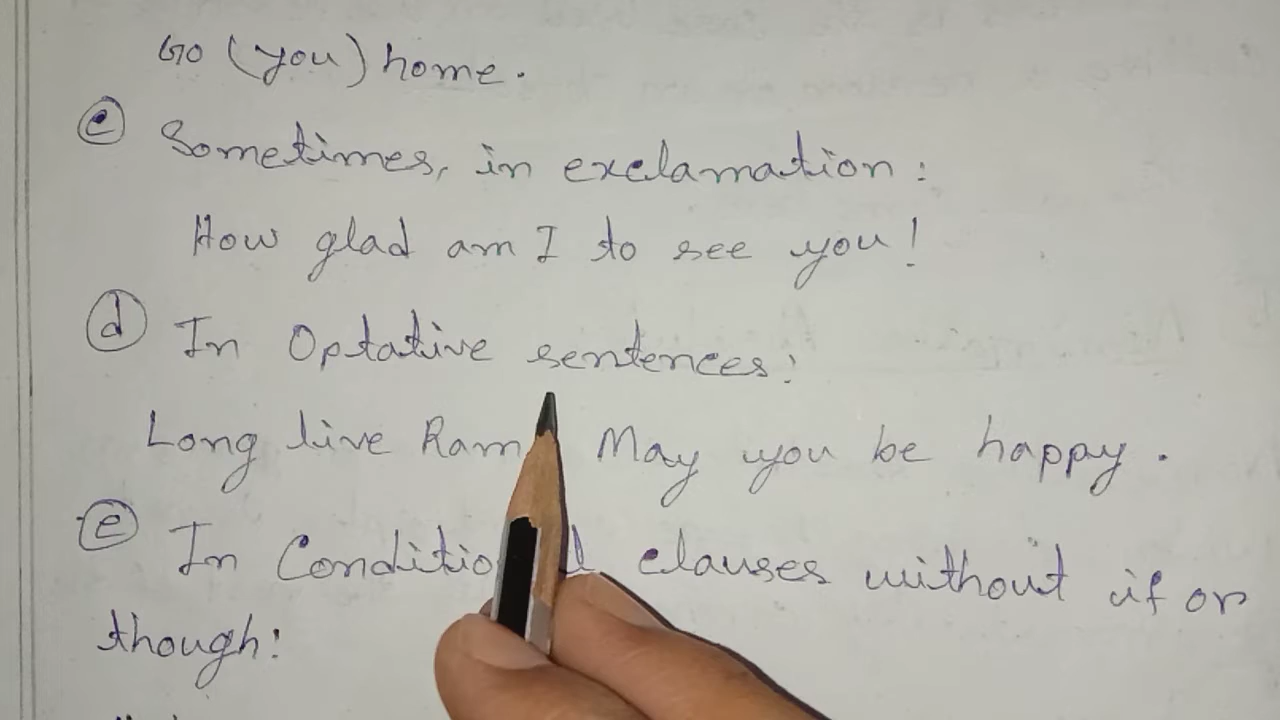 Go (you) home.
(c) Sometimes, in exclamation:
How glad am I to see you!
(d) In Optative sentences:
Long live Ram May you be happy.
(e) In Conditional clauses without if or
though: